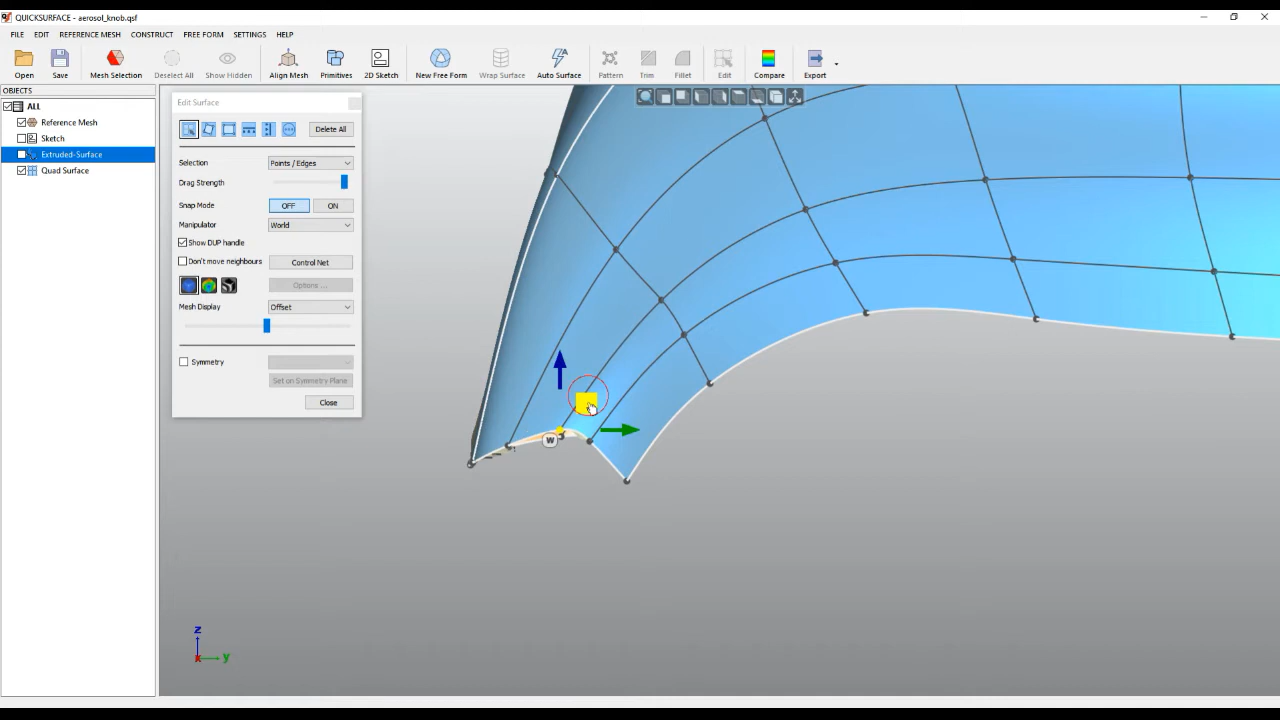 QUICKSURFACE - aerosol_knob.qsf
FILE EDIT REFERENCE MESH CONSTRUCT FREE FORM SETTINGS HELP
Open Save Mesh Selection Deselect All Show Hidden Align Mesh Primitives 2D Sketch New Free Form Wrap Surface Auto Surface Pattern Trim Fillet Edit Compare Export
OBJECTS
ALL
Reference Mesh
Sketch
Extruded-Surface
Quad Surface
Edit Surface
Delete All
Selection Points / Edges
Drag Strength
Snap Mode OFF ON
Manipulator World
Show DUP handle
Don't move neighbours Control Net
Options ...
Mesh Display Offset
Symmetry
Set on Symmetry Plane
Close
W
z
y